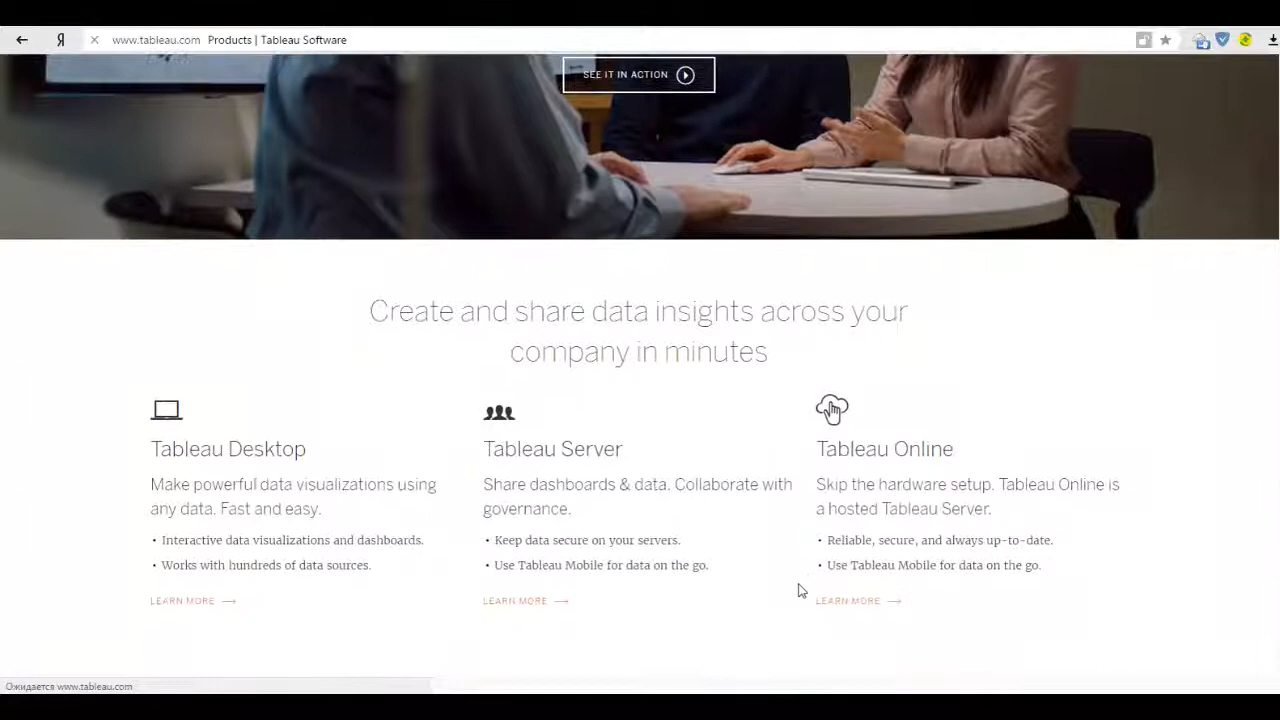 Я
www.tableau.com Products | Tableau Software
SEE IT IN ACTION
Create and share data insights across your
company in minutes
Tableau Desktop
Make powerful data visualizations using
any data. Fast and easy.
• Interactive data visualizations and dashboards.
• Works with hundreds of data sources.
LEARN MORE →
Tableau Server
Share dashboards & data. Collaborate with
governance.
• Keep data secure on your servers.
• Use Tableau Mobile for data on the go.
LEARN MORE →
Tableau Online
Skip the hardware setup. Tableau Online is
a hosted Tableau Server.
• Reliable, secure, and always up-to-date.
• Use Tableau Mobile for data on the go.
LEARN MORE →
Ожидается www.tableau.com